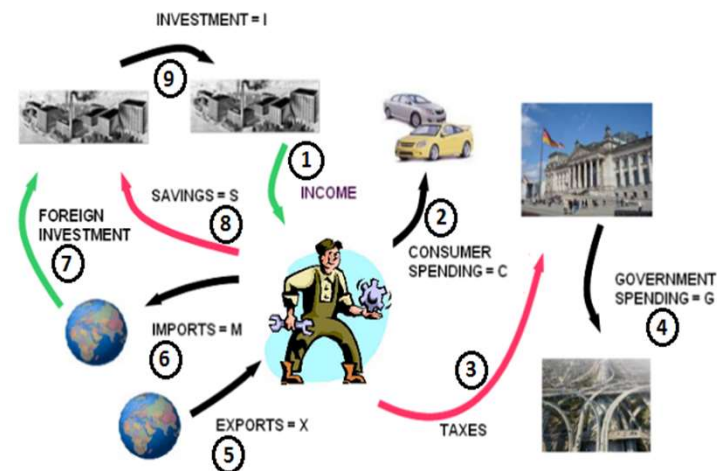 INVESTMENT = I
9
1
INCOME
SAVINGS = S
8
FOREIGN
INVESTMENT
7
2
CONSUMER
SPENDING = C
GOVERNMENT
SPENDING = G
4
IMPORTS = M
6
3
EXPORTS = X
5
TAXES